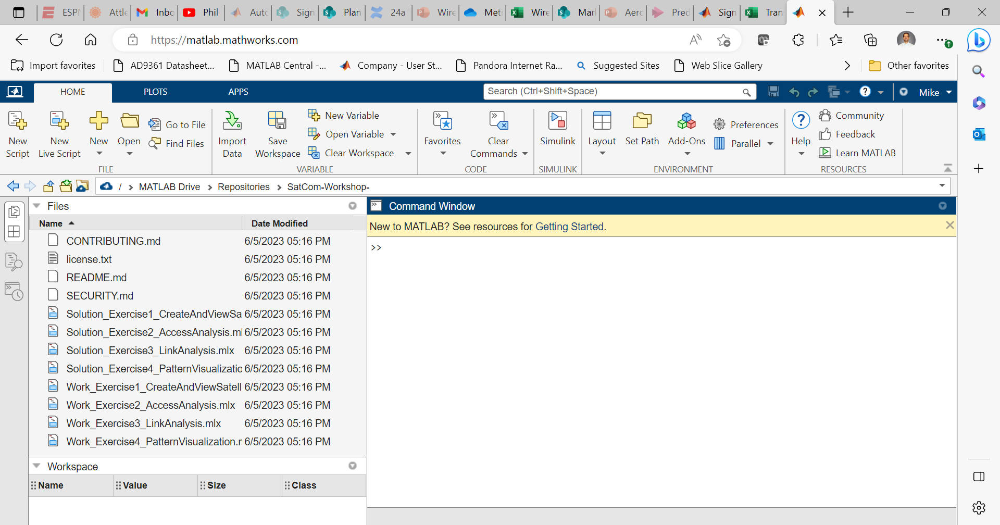 ESPN Attle Inbo Phil Auto Sign Plan 24a Wire Met Wire Mar Aero Pred Sign Tran
https://matlab.mathworks.com
Import favorites AD9361 Datasheet... MATLAB Central -... Company - User St... Pandora Internet Ra... Suggested Sites Web Slice Gallery Other favorites
HOME PLOTS APPS Search (Ctrl+Shift+Space) Mike
New Script
New Live Script
New
Open
Go to File
Find Files
FILE
Import Data
Save Workspace
New Variable
Open Variable
Clear Workspace
VARIABLE
Favorites
Clear Commands
CODE
Simulink
SIMULINK
Layout
Set Path
Add-Ons
Preferences
Parallel
ENVIRONMENT
Help
Community
Feedback
Learn MATLAB
RESOURCES
/ > MATLAB Drive > Repositories > SatCom-Workshop-
Files
Name Date Modified
CONTRIBUTING.md 6/5/2023 05:16 PM
license.txt 6/5/2023 05:16 PM
README.md 6/5/2023 05:16 PM
SECURITY.md 6/5/2023 05:16 PM
Solution_Exercise1_CreateAndViewSa 6/5/2023 05:16 PM
Solution_Exercise2_AccessAnalysis.ml 6/5/2023 05:16 PM
Solution_Exercise3_LinkAnalysis.mlx 6/5/2023 05:16 PM
Solution_Exercise4_PatternVisualizatio 6/5/2023 05:16 PM
Work_Exercise1_CreateAndViewSatell 6/5/2023 05:16 PM
Work_Exercise2_AccessAnalysis.mlx 6/5/2023 05:16 PM
Work_Exercise3_LinkAnalysis.mlx 6/5/2023 05:16 PM
Work_Exercise4_PatternVisualization.m 6/5/2023 05:16 PM
Workspace
Name Value Size Class
Command Window
New to MATLAB? See resources for Getting Started.
>>